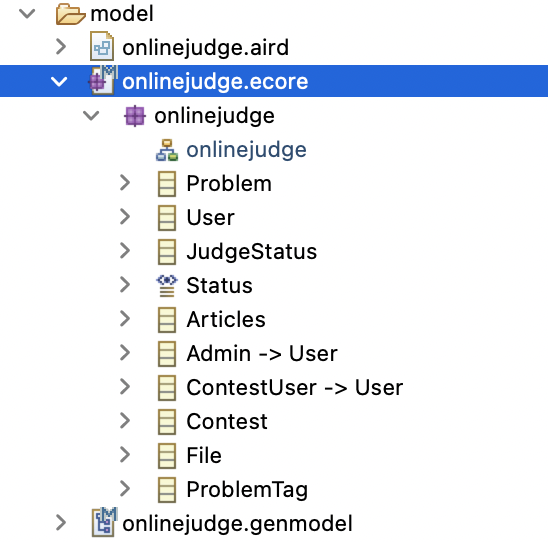 model
onlinejudge.aird
onlinejudge.ecore
onlinejudge
onlinejudge
Problem
User
JudgeStatus
Status
Articles
Admin -> User
ContestUser -> User
Contest
File
ProblemTag
onlinejudge.genmodel